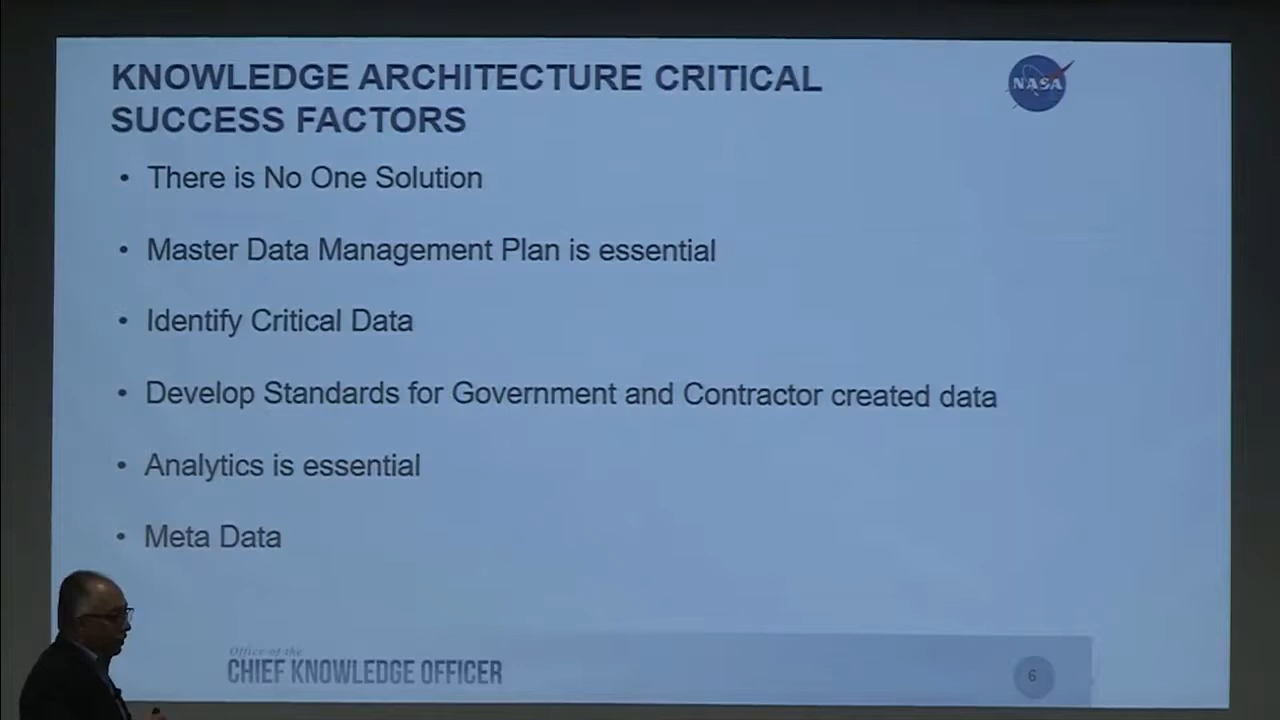 KNOWLEDGE ARCHITECTURE CRITICAL
SUCCESS FACTORS
NASA
• There is No One Solution
• Master Data Management Plan is essential
• Identify Critical Data
• Develop Standards for Government and Contractor created data
• Analytics is essential
• Meta Data
Office of the
CHIEF KNOWLEDGE OFFICER
6